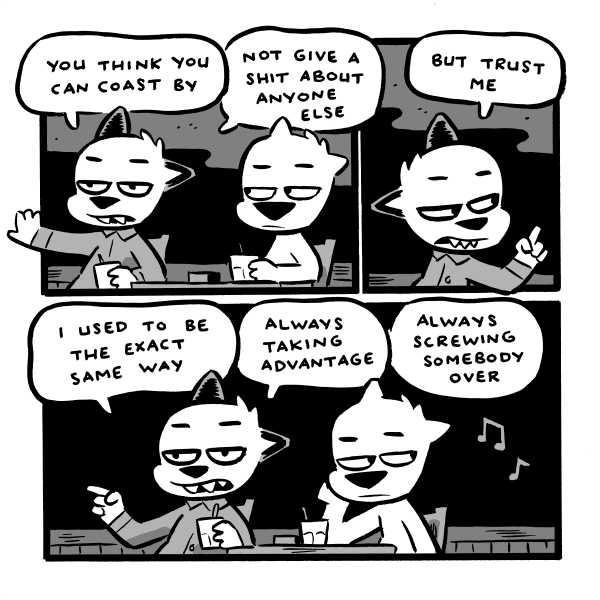 YOU THINK YOU
CAN COAST BY
NOT GIVE A
SHIT ABOUT
ANYONE
ELSE
BUT TRUST
ME
I USED TO BE
THE EXACT
SAME WAY
ALWAYS
TAKING
ADVANTAGE
ALWAYS
SCREWING
SOMEBODY
OVER